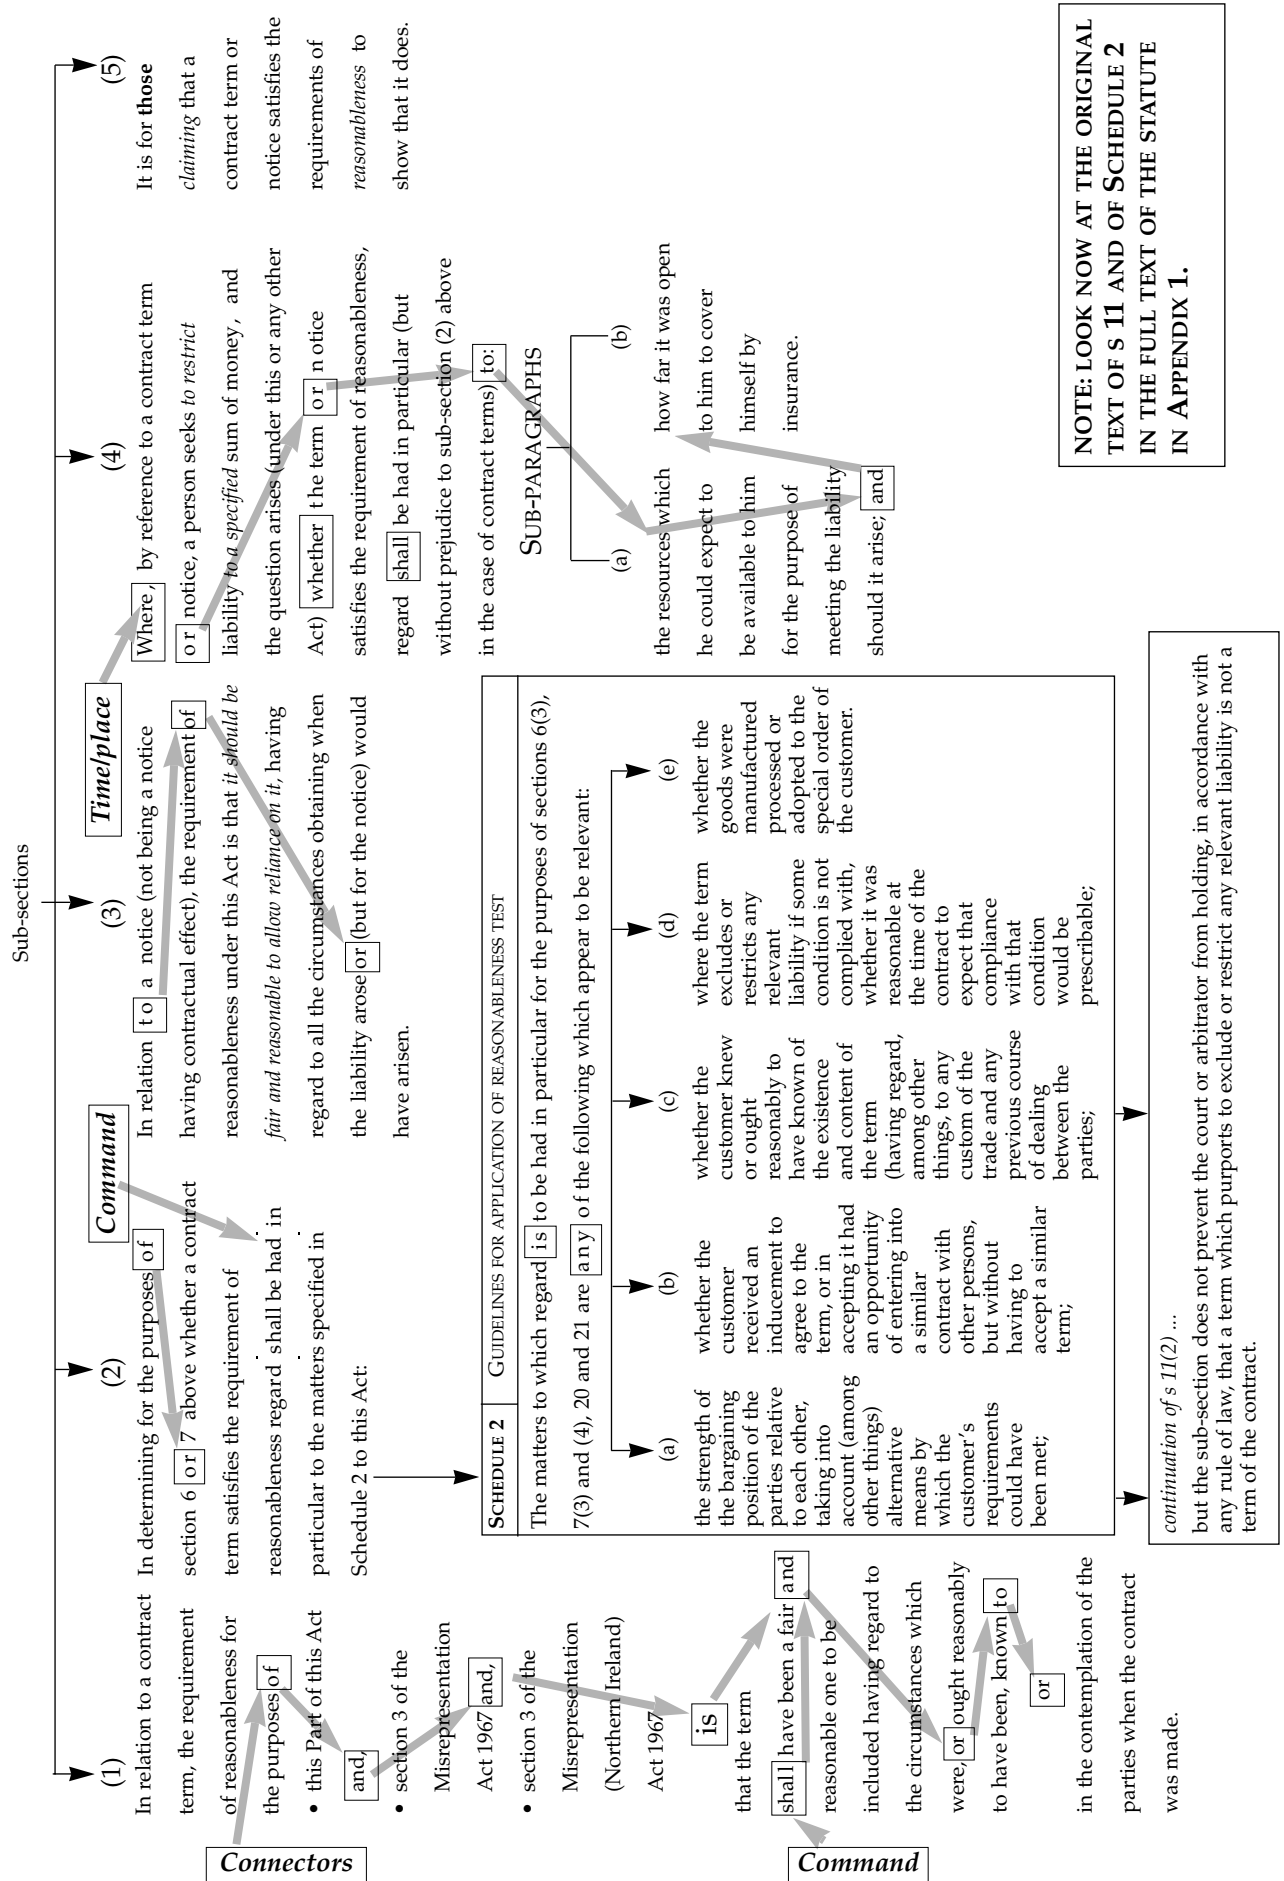 Sub-sections
(1)
In relation to a contract
term, the requirement
of reasonableness for
the purposes of
• this Part of this Act
and,
• section 3 of the
Misrepresentation
Act 1967 and,
• section 3 of the
Misrepresentation
(Northern Ireland)
Act 1967
is
that the term
shall have been a fair and
reasonable one to be
included having regard to
the circumstances which
were, or ought reasonably
to have been, known to
or
in the contemplation of the
parties when the contract
was made.
Connectors
Command
(2)
In determining for the purposes of
section 6 or 7 above whether a contract
term satisfies the requirement of
reasonableness regard shall be had in
particular to the matters specified in
Schedule 2 to this Act:
Command
(3)
In relation to a notice (not being a notice
having contractual effect), the requirement of
reasonableness under this Act is that it should be
fair and reasonable to allow reliance on it, having
regard to all the circumstances obtaining when
the liability arose or (but for the notice) would
have arisen.
Time/place
(4)
Where, by reference to a contract term
or notice, a person seeks to restrict
liability to a specified sum of money, and
the question arises (under this or any other
Act) whether the term or notice
satisfies the requirement of reasonableness,
regard shall be had in particular (but
without prejudice to sub-section (2) above
in the case of contract terms) to:
SUB-PARAGRAPHS
(a)
the resources which
he could expect to
be available to him
for the purpose of
meeting the liability
should it arise; and
(b)
how far it was open
to him to cover
himself by
insurance.
(5)
It is for those
claiming that a
contract term or
notice satisfies the
requirements of
reasonableness to
show that it does.
SCHEDULE 2 GUIDELINES FOR APPLICATION OF REASONABLENESS TEST
The matters to which regard is to be had in particular for the purposes of sections 6(3),
7(3) and (4), 20 and 21 are any of the following which appear to be relevant:
(a)
the strength of
the bargaining
position of the
parties relative
to each other,
taking into
account (among
other things)
alternative
means by
which the
customer's
requirements
could have
been met;
(b)
whether the
customer
received an
inducement to
agree to the
term, or in
accepting it had
an opportunity
of entering into
a similar
contract with
other persons,
but without
having to
accept a similar
term;
(c)
whether the
customer knew
or ought
reasonably to
have known of
the existence
and content of
the term
(having regard,
among other
things, to any
custom of the
trade and any
previous course
of dealing
between the
parties;
(d)
where the term
excludes or
restricts any
relevant
liability if some
condition is not
complied with,
whether it was
reasonable at
the time of the
contract to
expect that
compliance
with that
condition
would be
prescribable;
(e)
whether the
goods were
manufactured
processed or
adopted to the
special order of
the customer.
continuation of s 11(2) ...
but the sub-section does not prevent the court or arbitrator from holding, in accordance with
any rule of law, that a term which purports to exclude or restrict any relevant liability is not a
term of the contract.
NOTE: LOOK NOW AT THE ORIGINAL
TEXT OF S 11 AND OF SCHEDULE 2
IN THE FULL TEXT OF THE STATUTE
IN APPENDIX 1.